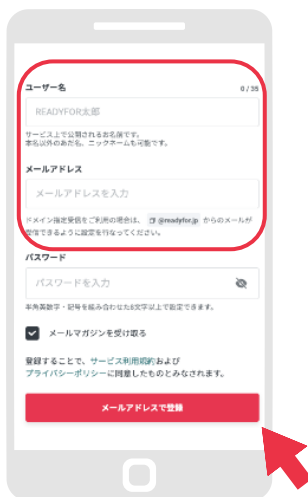 ユーザー名 0 / 35
READYFOR太郎
サービス上で公開されるお名前です。
本名以外のあだ名、ニックネームも可能です。
メールアドレス
メールアドレスを入力
ドメイン指定受信をご利用の場合は、 @readyfor.jp からのメールが
受信できるように設定を行なってください。
パスワード
パスワードを入力
半角英数字・記号を組み合わせた8文字以上で設定できます。
メールマガジンを受け取る
登録することで、サービス利用規約および
プライバシーポリシーに同意したものとみなされます。
メールアドレスで登録